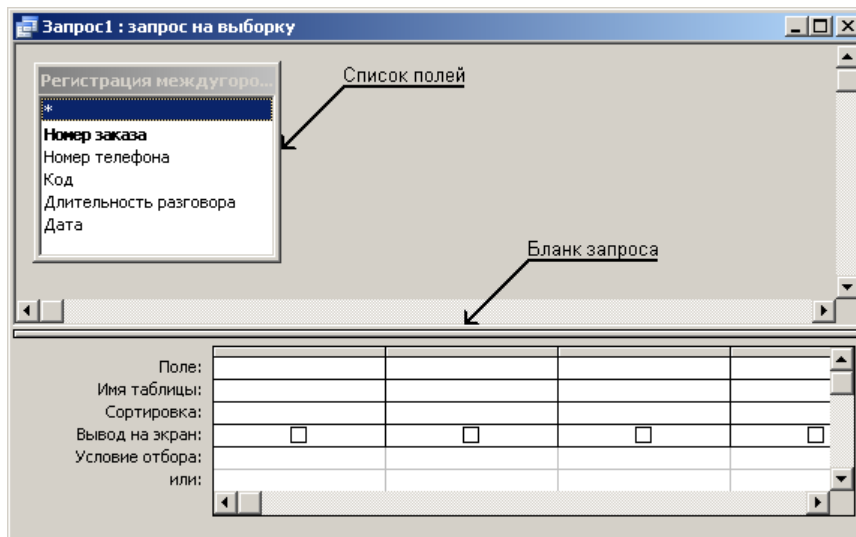 Запрос1 : запрос на выборку
Регистрация междугоро...
Список полей
*
Номер заказа
Номер телефона
Код
Длительность разговора
Дата
Бланк запроса
Поле:
Имя таблицы:
Сортировка:
Вывод на экран:
Условие отбора:
или: